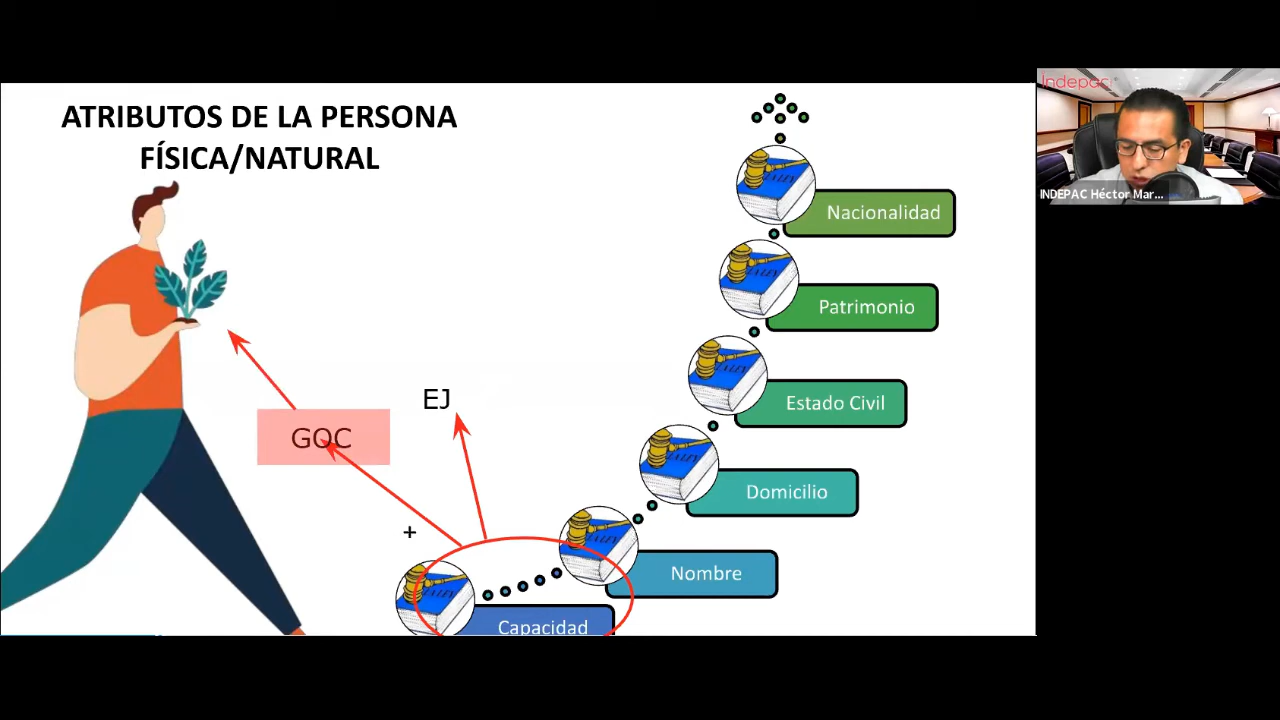 ATRIBUTOS DE LA PERSONA
FÍSICA/NATURAL
Indepac
INDEPAC Héctor Mar...
Nacionalidad
Patrimonio
Estado Civil
EJ
GOC
Domicilio
+
Nombre
Capacidad